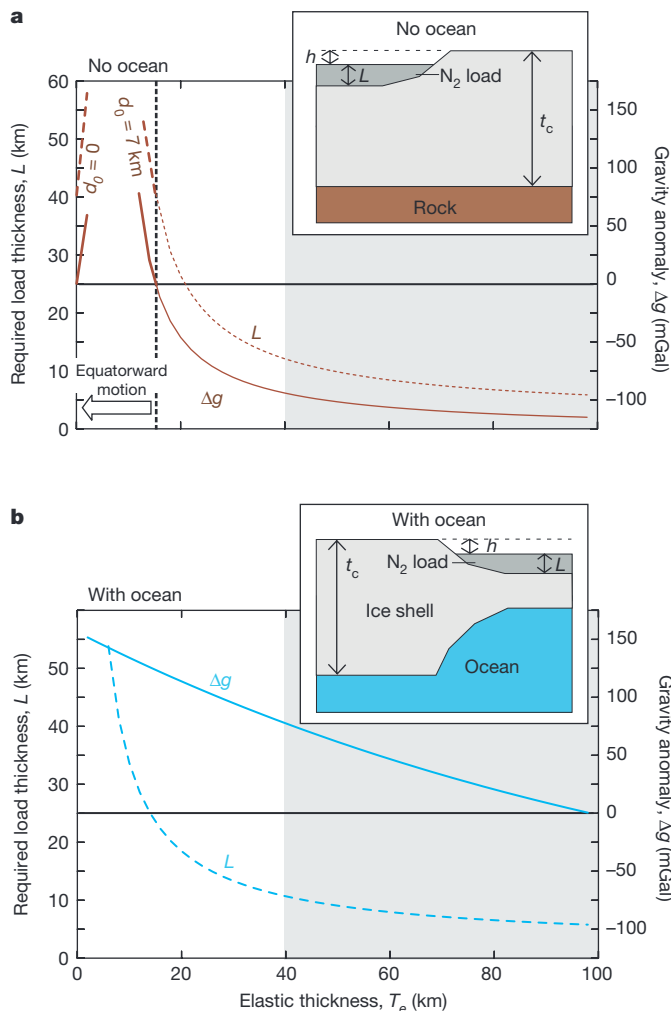 a
No ocean
No ocean
h
L
N2 load
tc
Rock
Required load thickness, L (km)
60
50
40
30
20
10
0
d0 = 0
d0 = 7 km
L
Δg
Equatorward
motion
150
100
50
0
–50
–100
Gravity anomaly, Δg (mGal)
b
With ocean
With ocean
tc
h
N2 load
L
Ice shell
Ocean
Required load thickness, L (km)
50
40
30
20
10
0
Δg
L
150
100
50
0
–50
–100
Gravity anomaly, Δg (mGal)
0
20
40
60
80
100
Elastic thickness, Te (km)